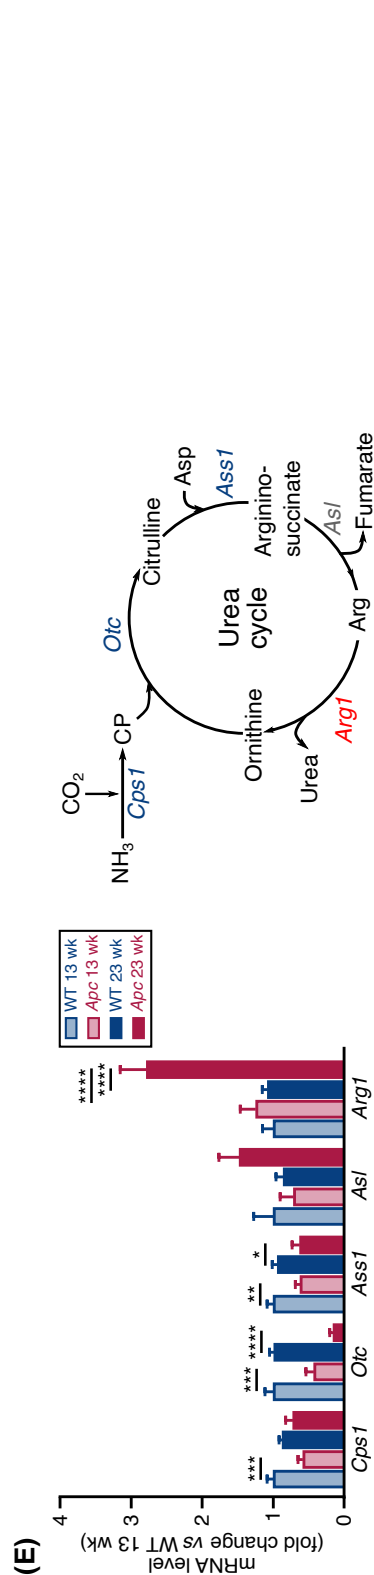 (E)
mRNA level
(fold change vs WT 13 wk)
4
3
2
1
0
***
***
****
**
*
****
****
Cps1
Otc
Ass1
Asl
Arg1
WT 13 wk
Apc 13 wk
WT 23 wk
Apc 23 wk
CO2
NH3
CP
Cps1
Otc
Citrulline
Asp
Ass1
Arginino-
succinate
Asl
Fumarate
Arg
Arg1
Urea
Ornithine
Urea
cycle